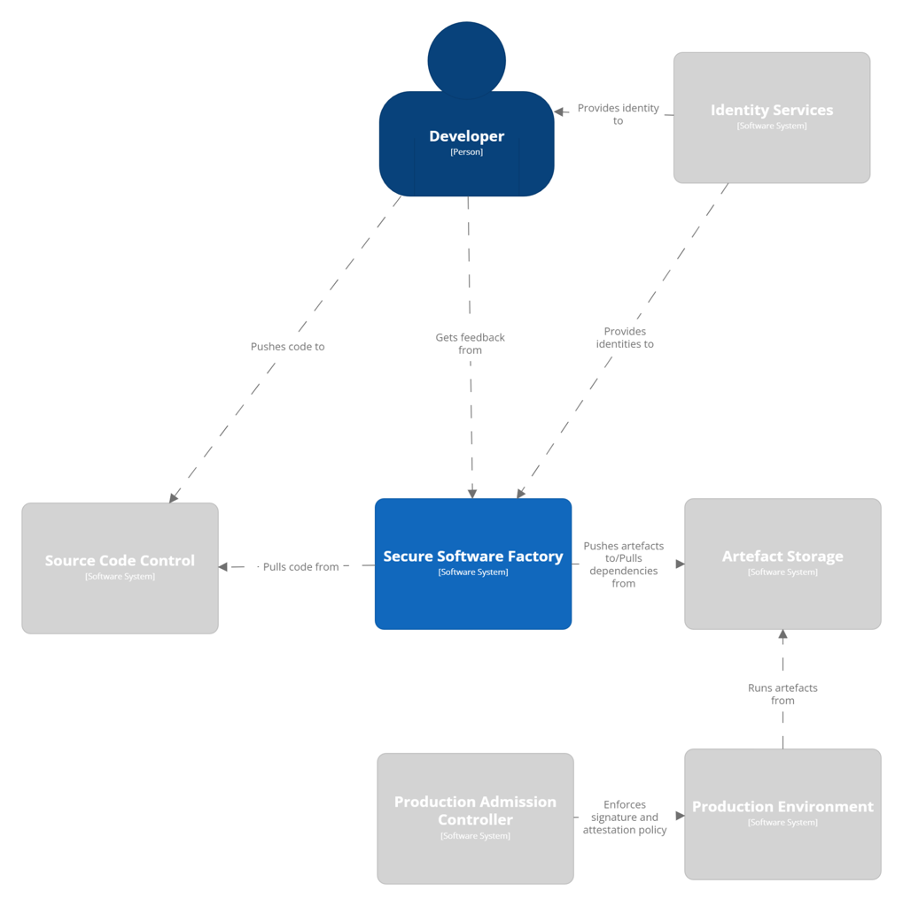 Developer
[Person]
Provides identity
to
Identity Services
[Software System]
Pushes code to
Gets feedback
from
Provides
identities to
Source Code Control
[Software System]
Pulls code from
Secure Software Factory
[Software System]
Pushes artefacts
to/Pulls
dependencies
from
Artefact Storage
[Software System]
Runs artefacts
from
Production Admission
Controller
[Software System]
Enforces
signature and
attestation policy
Production Environment
[Software System]